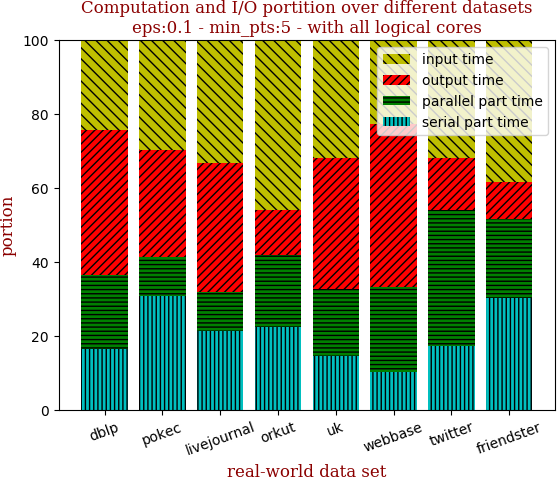 Computation and I/O portition over different datasets
eps:0.1 - min_pts:5 - with all logical cores
input time
output time
parallel part time
serial part time
portion
100
80
60
40
20
0
dblp
pokec
livejournal
orkut
uk
webbase
twitter
friendster
real-world data set